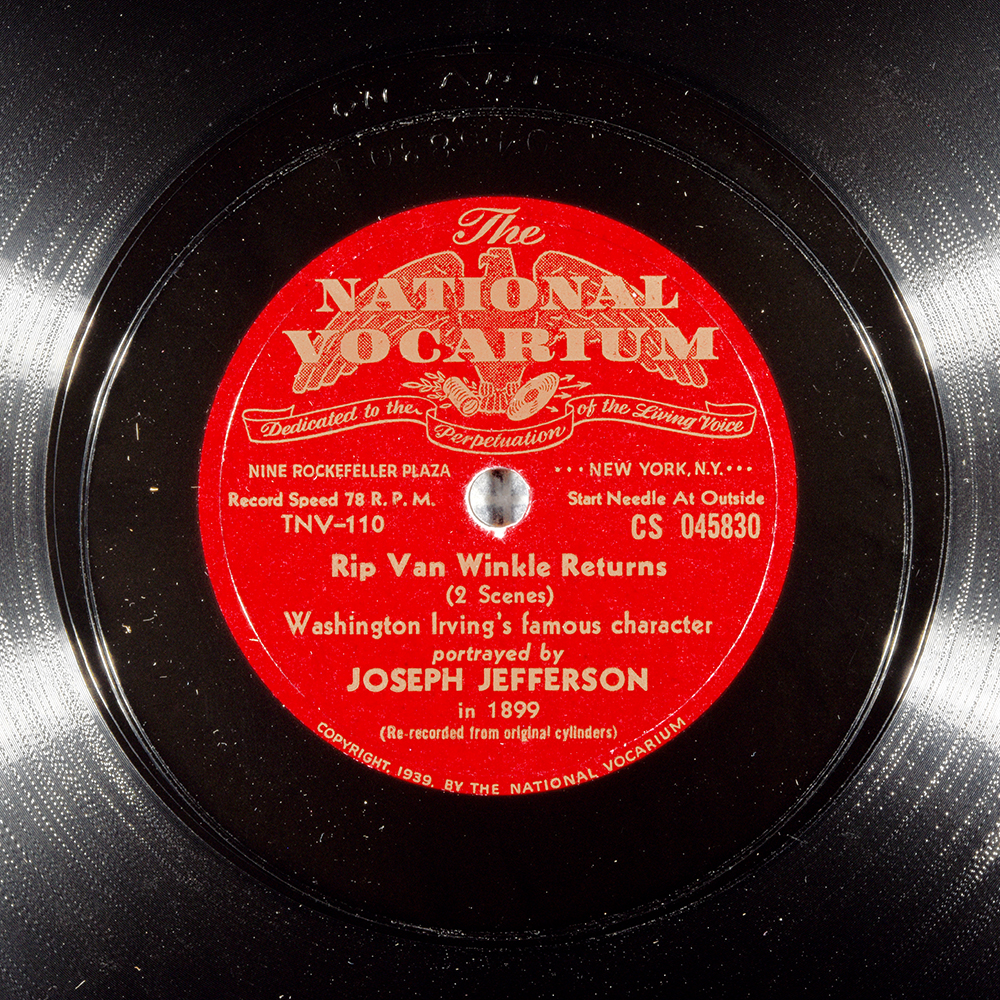 The
NATIONAL
VOCARIUM
Dedicated to the Perpetuation of the Living Voice
NINE ROCKEFELLER PLAZA ••• NEW YORK, N.Y. •••
Record Speed 78 R. P. M. Start Needle At Outside
TNV-110 CS 045830
Rip Van Winkle Returns
(2 Scenes)
Washington Irving's famous character
portrayed by
JOSEPH JEFFERSON
in 1899
(Re-recorded from original cylinders)
COPYRIGHT, 1939, BY THE NATIONAL VOCARIUM